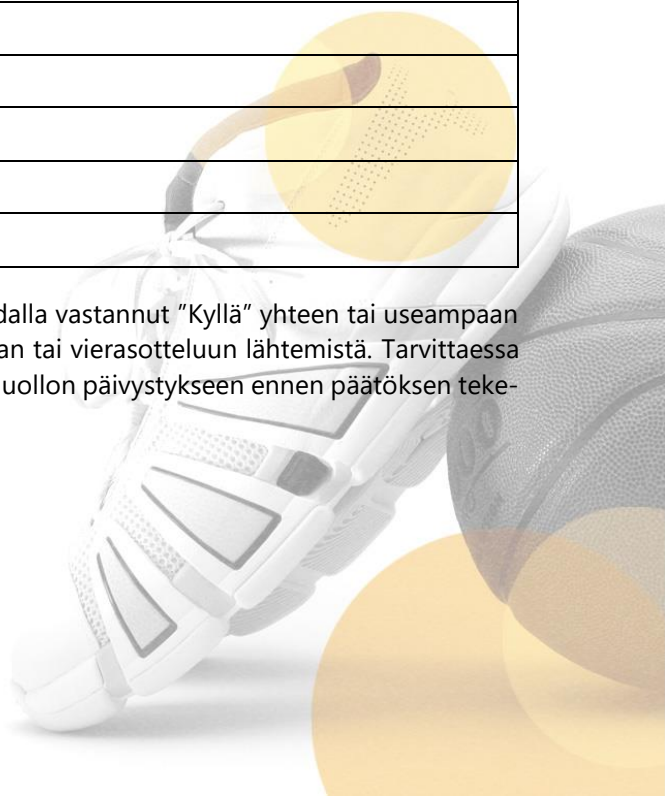 dalla vastannut ”Kyllä” yhteen tai useampaan
an tai vierasotteluun lähtemistä. Tarvittaessa
uollon päivystykseen ennen päätöksen teke-